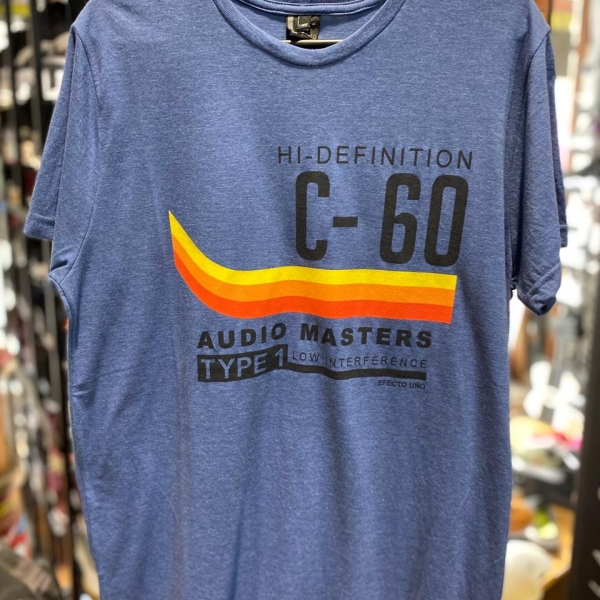 HI-DEFINITION
C- 60
AUDIO MASTERS
TYPE 1 LOW INTERFERENCE
EFECTO UNO